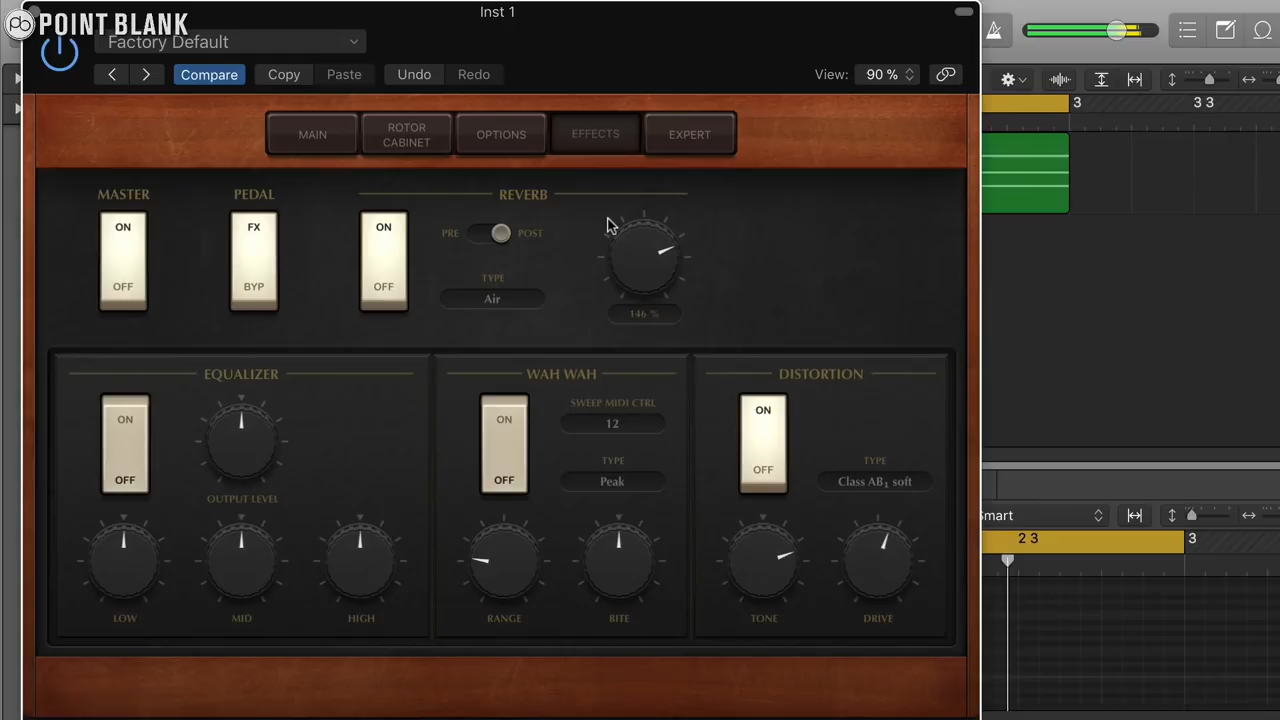 Inst 1
pb POINT BLANK
Factory Default
Compare
Copy
Paste
Undo
Redo
View:
90 %
MAIN
ROTOR
CABINET
OPTIONS
EFFECTS
EXPERT
3
3 3
MASTER
ON
OFF
PEDAL
FX
BYP
REVERB
ON
OFF
PRE
POST
TYPE
Air
146 %
EQUALIZER
ON
OFF
OUTPUT LEVEL
LOW
MID
HIGH
WAH WAH
ON
OFF
SWEEP MIDI CTRL
12
TYPE
Peak
RANGE
BITE
DISTORTION
ON
OFF
TYPE
Class AB₁ soft
TONE
DRIVE
Smart
2 3
3